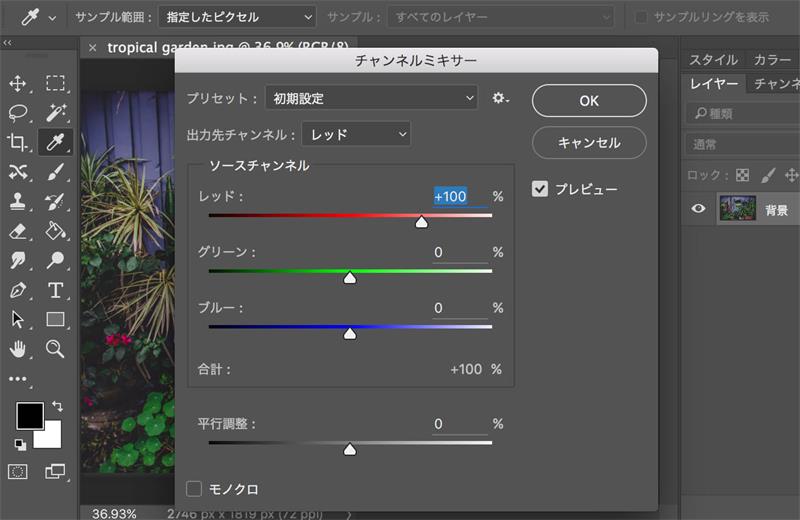 サンプル範囲： 指定したピクセル サンプル： すべてのレイヤー サンプルリングを表示
tropical garden.jpg @ 36.9% (RGB/8)
チャンネルミキサー
プリセット： 初期設定
OK
出力先チャンネル： レッド
キャンセル
ソースチャンネル
プレビュー
レッド： +100 %
グリーン： 0 %
ブルー： 0 %
合計： +100 %
平行調整： 0 %
モノクロ
スタイル カラー
レイヤー チャンネ
種類
通常
ロック：
背景
36.93% 2746 px x 1819 px (72 ppi)